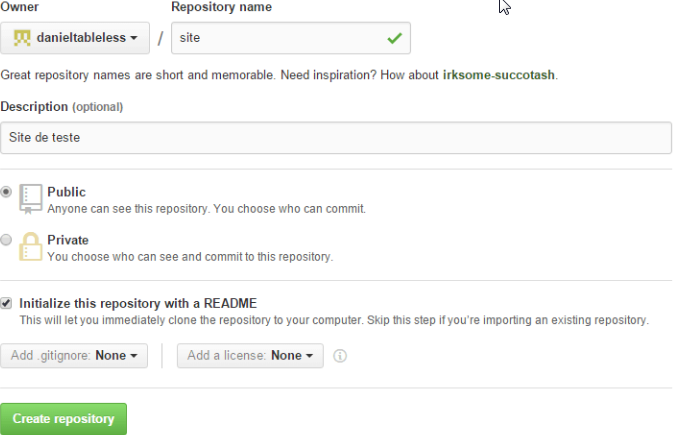 Owner Repository name
danieltableless / site
Great repository names are short and memorable. Need inspiration? How about irksome-succotash.
Description (optional)
Site de teste
Public
Anyone can see this repository. You choose who can commit.
Private
You choose who can see and commit to this repository.
Initialize this repository with a README
This will let you immediately clone the repository to your computer. Skip this step if you're importing an existing repository.
Add .gitignore: None Add a license: None
Create repository